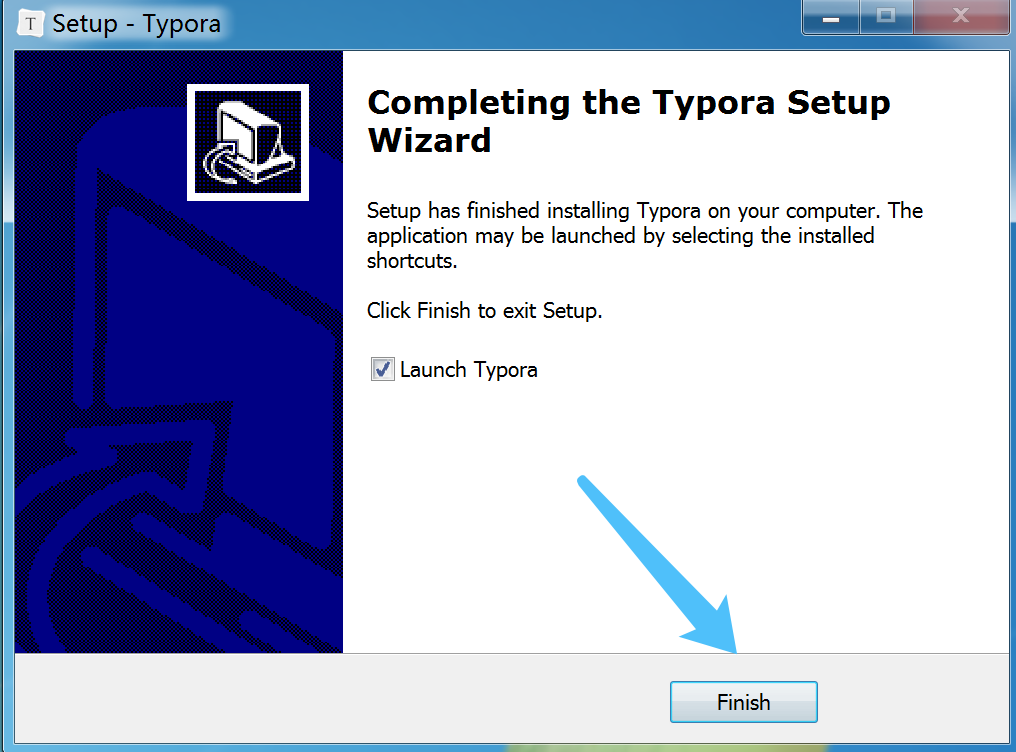 T
Setup - Typora
Completing the Typora Setup
Wizard
Setup has finished installing Typora on your computer. The
application may be launched by selecting the installed
shortcuts.
Click Finish to exit Setup.
Launch Typora
Finish